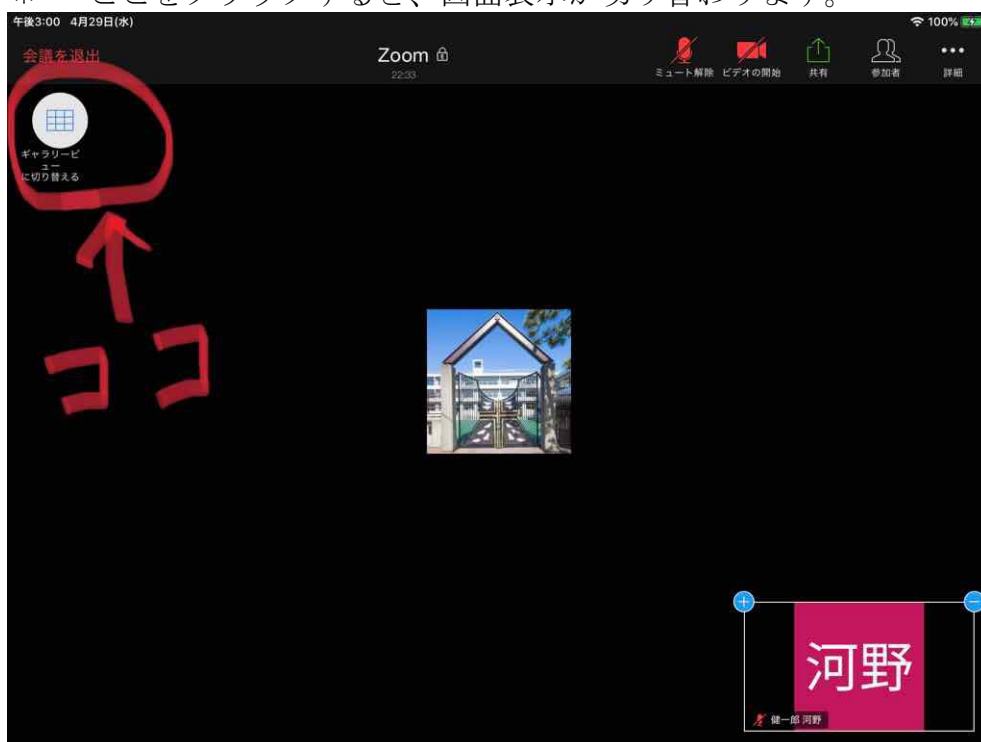 午後3:00 4月29日(水)
100%
会議を退出
Zoom
22:33
ミュート解除 ビデオの開始 共有 参加者 詳細
ギャラリービ
ュー
に切り替える
ココ
河野
健一郎 河野